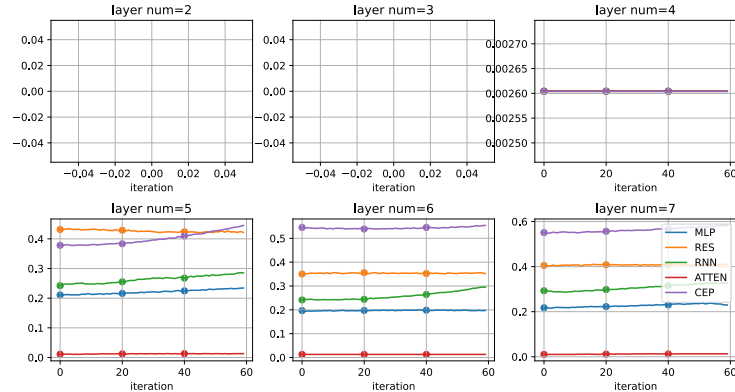 layer num=2
0.04
0.02
0.00
−0.02
−0.04
−0.04 −0.02 0.00 0.02 0.04
iteration
layer num=3
0.04
0.02
0.00
−0.02
−0.04
−0.04 −0.02 0.00 0.02 0.04
iteration
layer num=4
0.00270
0.00265
0.00260
0.00255
0.00250
0 20 40 60
iteration
layer num=5
0.4
0.3
0.2
0.1
0.0
0 20 40 60
iteration
layer num=6
0.5
0.4
0.3
0.2
0.1
0.0
0 20 40 60
iteration
layer num=7
0.6
0.4
0.2
0.0
0 20 40 60
iteration
MLP
RES
RNN
ATTEN
CEP